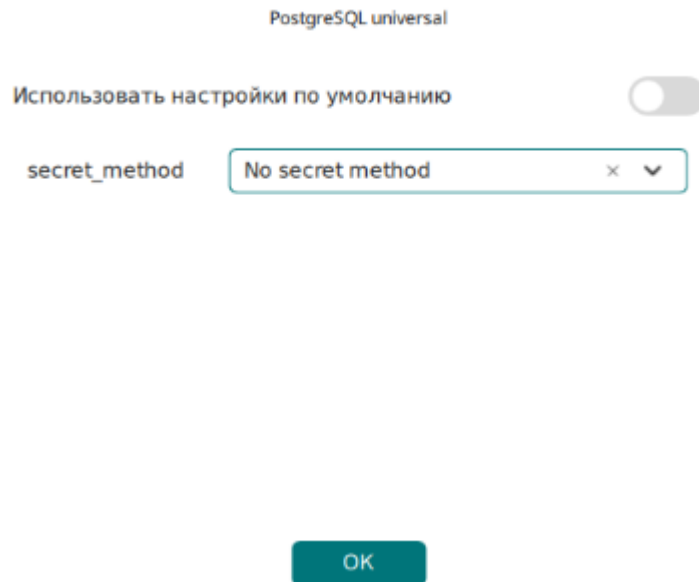 PostgreSQL universal
Использовать настройки по умолчанию
secret_method No secret method
OK